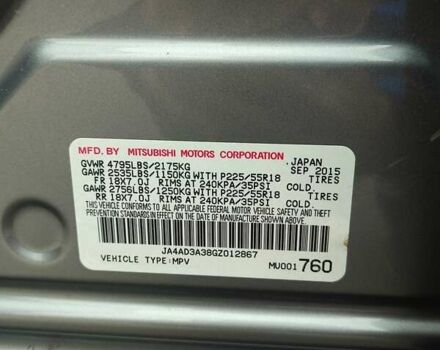 MFD. BY MITSUBISHI MOTORS CORPORATION JAPAN
GVWR 4795LBS/2175KG SEP 2015
GAWR 2535LBS/1150KG WITH P225/55R18
FR 18X7.0J RIMS AT 240KPA/35PSI COLD.
GAWR 2756LBS/1250KG WITH P225/55R18
RR 18X7.0J RIMS AT 240KPA/35PSI COLD.
THIS VEHICLE CONFORMS TO ALL APPLICABLE FEDERAL MOTOR VEHICLE
SAFETY AND THEFT PREVENTION STANDARDS IN EFFECT ON THE
DATE OF MANUFACTURE SHOWN ABOVE.
JA4AD3A38GZ012867
VEHICLE TYPE:MPV MU001 760